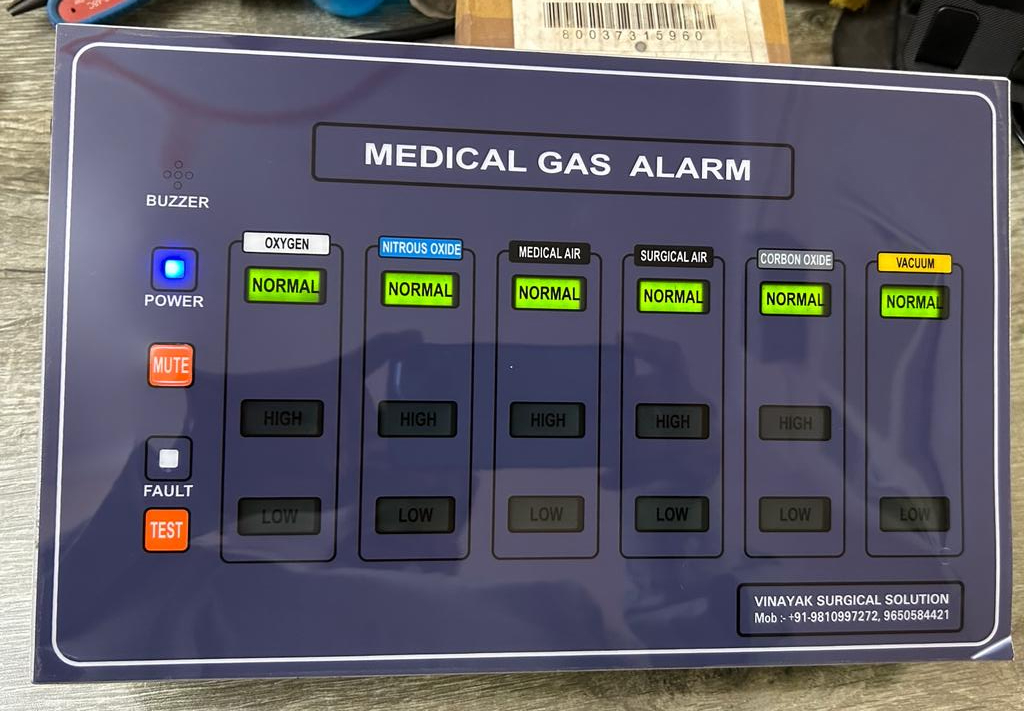 80037315960
MEDICAL GAS ALARM
BUZZER
OXYGEN
NITROUS OXIDE
MEDICAL AIR
SURGICAL AIR
CORBON OXIDE
VACUUM
POWER
NORMAL
NORMAL
NORMAL
NORMAL
NORMAL
NORMAL
MUTE
HIGH
HIGH
HIGH
HIGH
HIGH
FAULT
TEST
LOW
LOW
LOW
LOW
LOW
LOW
VINAYAK SURGICAL SOLUTION
Mob :- +91-9810997272, 9650584421